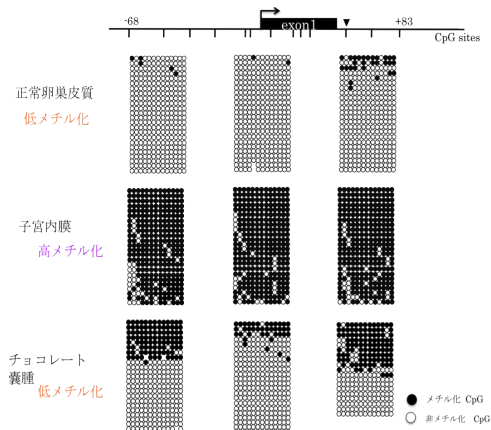 -68
exon1
+83
CpG sites
正常卵巣皮質
低メチル化
子宮内膜
高メチル化
チョコレート
嚢腫
低メチル化
メチル化 CpG
非メチル化 CpG